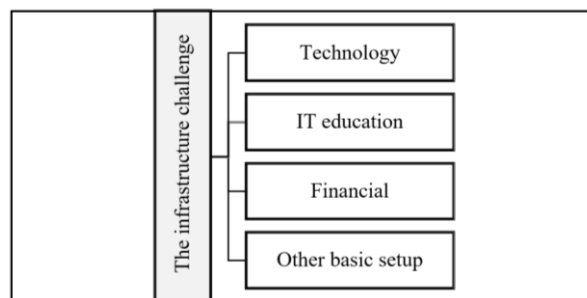 The infrastructure challenge
Technology
IT education
Financial
Other basic setup